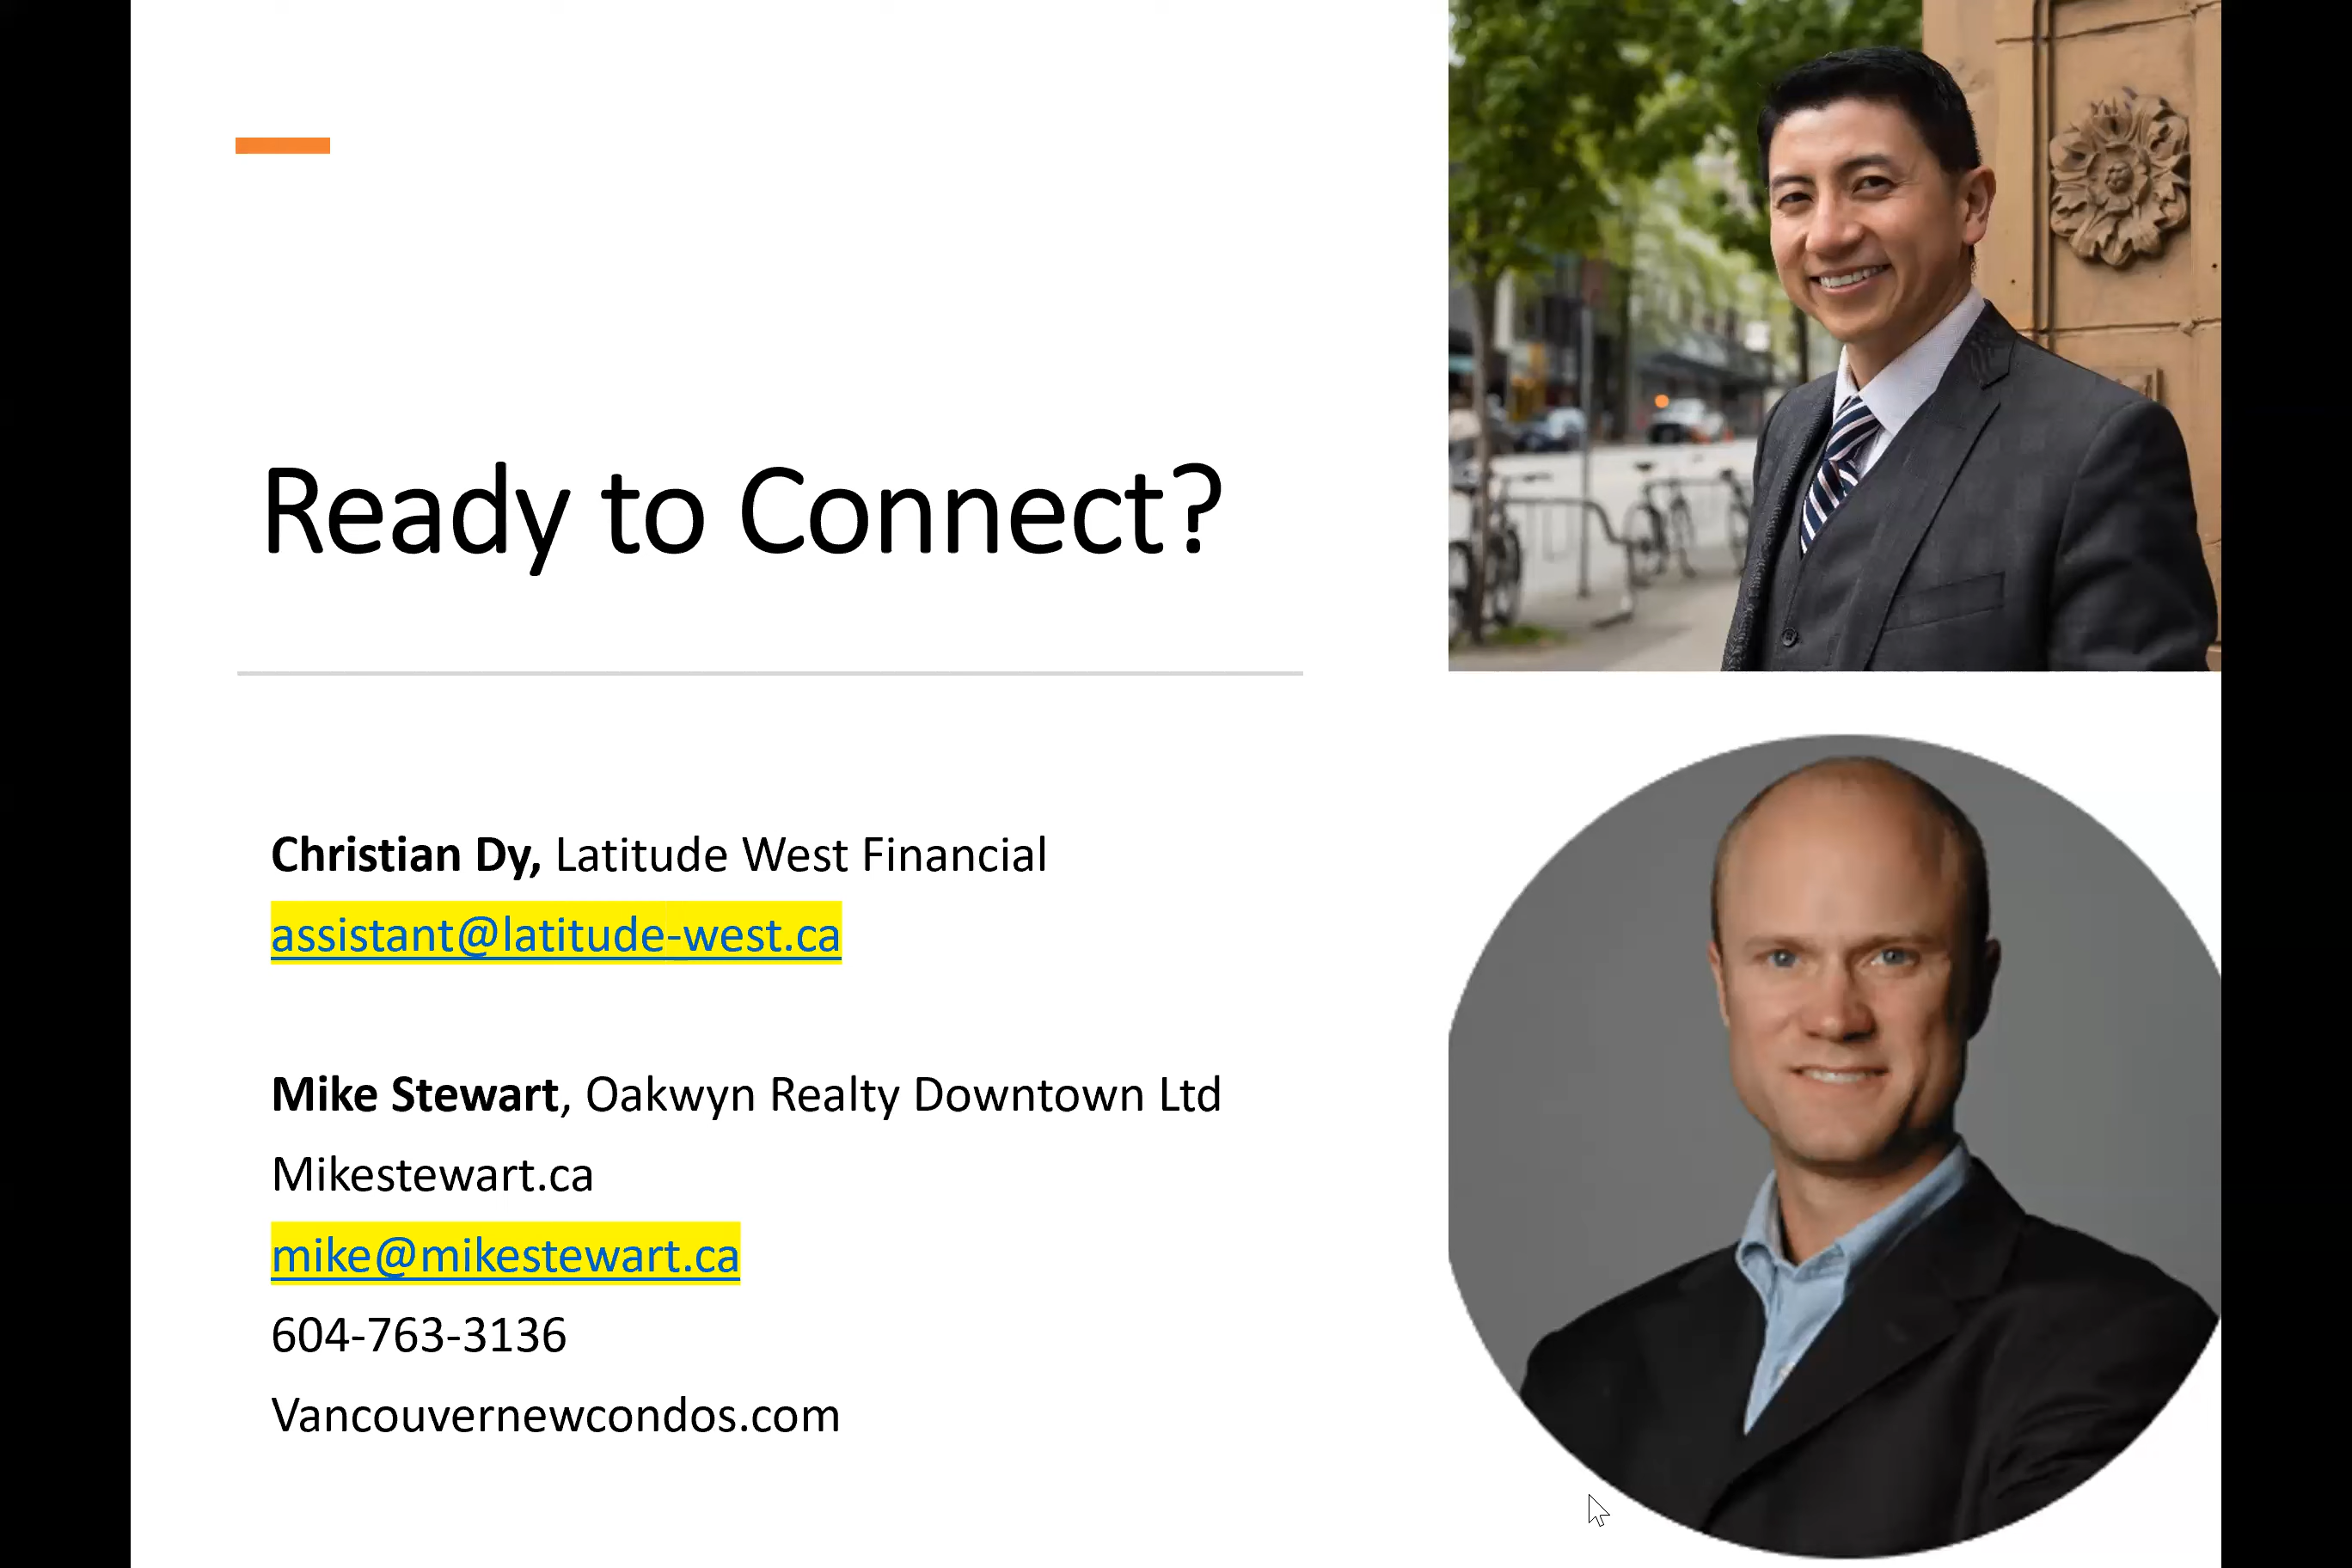 Ready to Connect?
Christian Dy, Latitude West Financial
assistant@latitude-west.ca
Mike Stewart, Oakwyn Realty Downtown Ltd
Mikestewart.ca
mike@mikestewart.ca
604-763-3136
Vancouvernewcondos.com